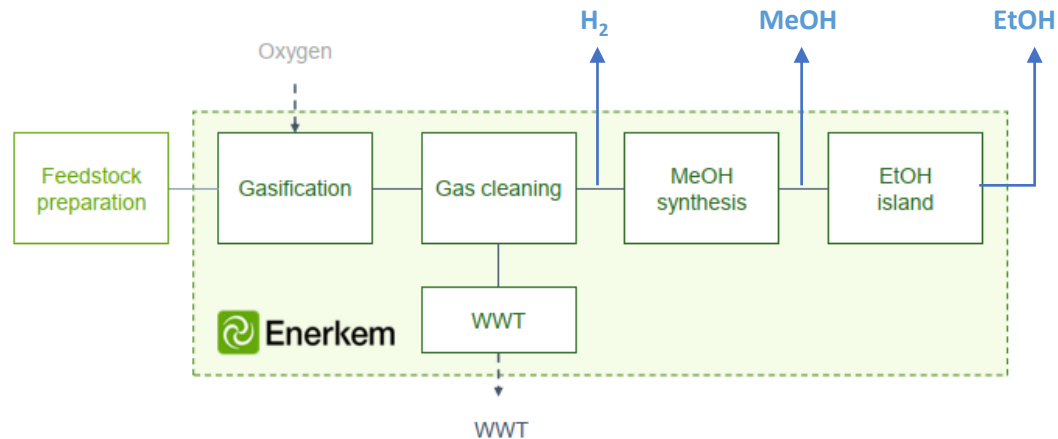 H₂
MeOH
EtOH
Oxygen
Feedstock
preparation
Gasification
Gas cleaning
MeOH
synthesis
EtOH
island
WWT
Enerkem
WWT